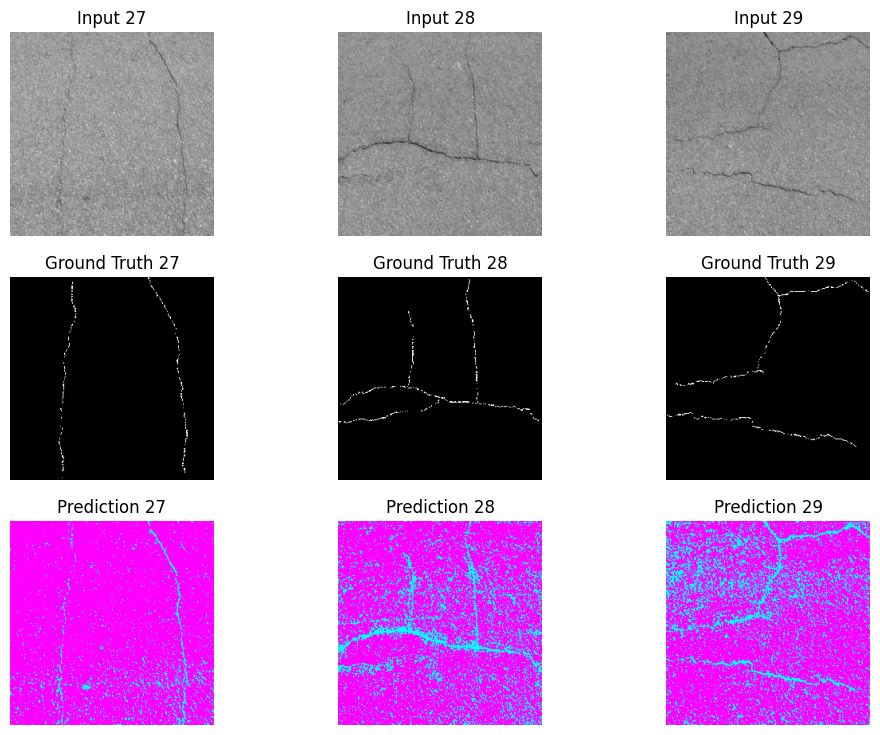 Input 27
Input 28
Input 29
Ground Truth 27
Ground Truth 28
Ground Truth 29
Prediction 27
Prediction 28
Prediction 29